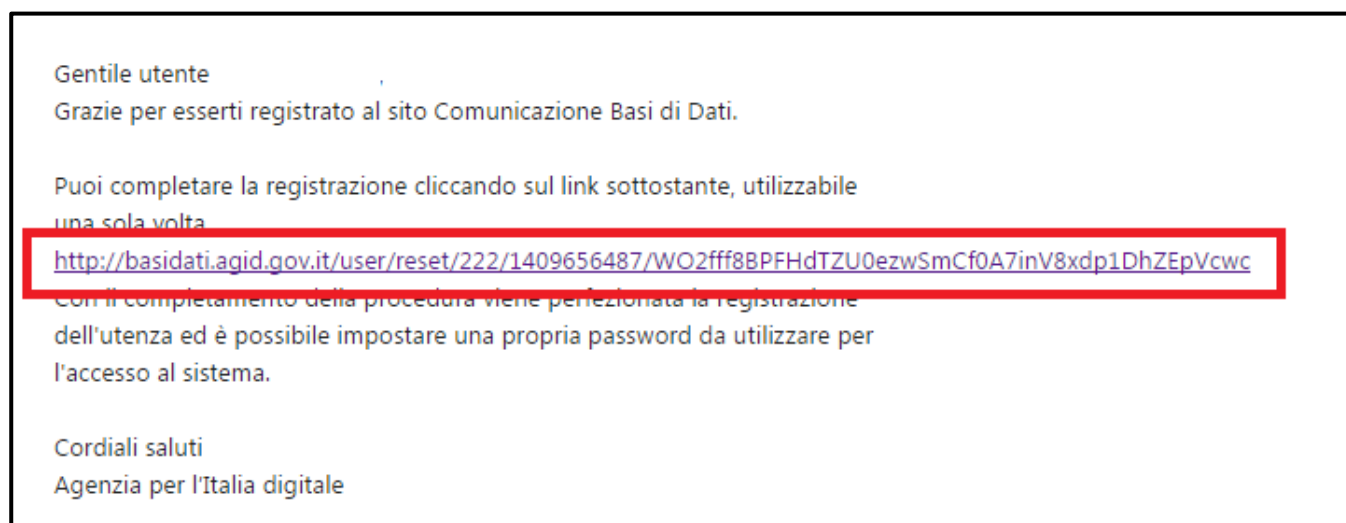 Gentile utente ,
Grazie per esserti registrato al sito Comunicazione Basi di Dati.
Puoi completare la registrazione cliccando sul link sottostante, utilizzabile
una sola volta
http://basidati.agid.gov.it/user/reset/222/1409656487/WO2fff8BPFHdTZU0ezwSmCf0A7inV8xdp1DhZEpVcwc
Con il completamento della procedura viene perfezionata la registrazione
dell'utenza ed è possibile impostare una propria password da utilizzare per
l'accesso al sistema.
Cordiali saluti
Agenzia per l'Italia digitale